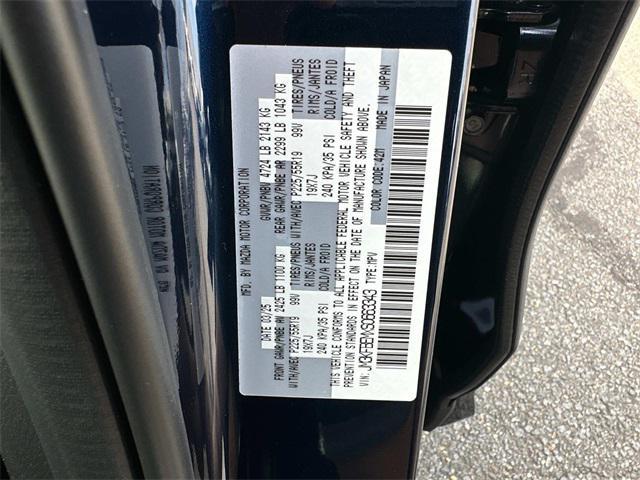 MFD. BY MAZDA MOTOR CORPORATION
DATE 03/25 GVWR/PNBV 4724 LB 2143 KG
FRONT GAWR/PNBE AV 2425 LB 1100 KG REAR GAWR/PNBE AR 2299 LB 1043 KG
WITH/AVEC P225/55R19 99V TIRES/PNEUS WITH/AVEC P225/55R19 99V TIRES/PNEUS
19X7J RIMS/JANTES 19X7J RIMS/JANTES
240 KPA/35 PSI COLD/A FROID 240 KPA/35 PSI COLD/A FROID
THIS VEHICLE CONFORMS TO ALL APPLICABLE FEDERAL MOTOR VEHICLE SAFETY AND THEFT
PREVENTION STANDARDS IN EFFECT ON THE DATE OF MANUFACTURE SHOWN ABOVE.
VIN: TYPE:MPV COLOR CODE:42M MADE IN JAPAN